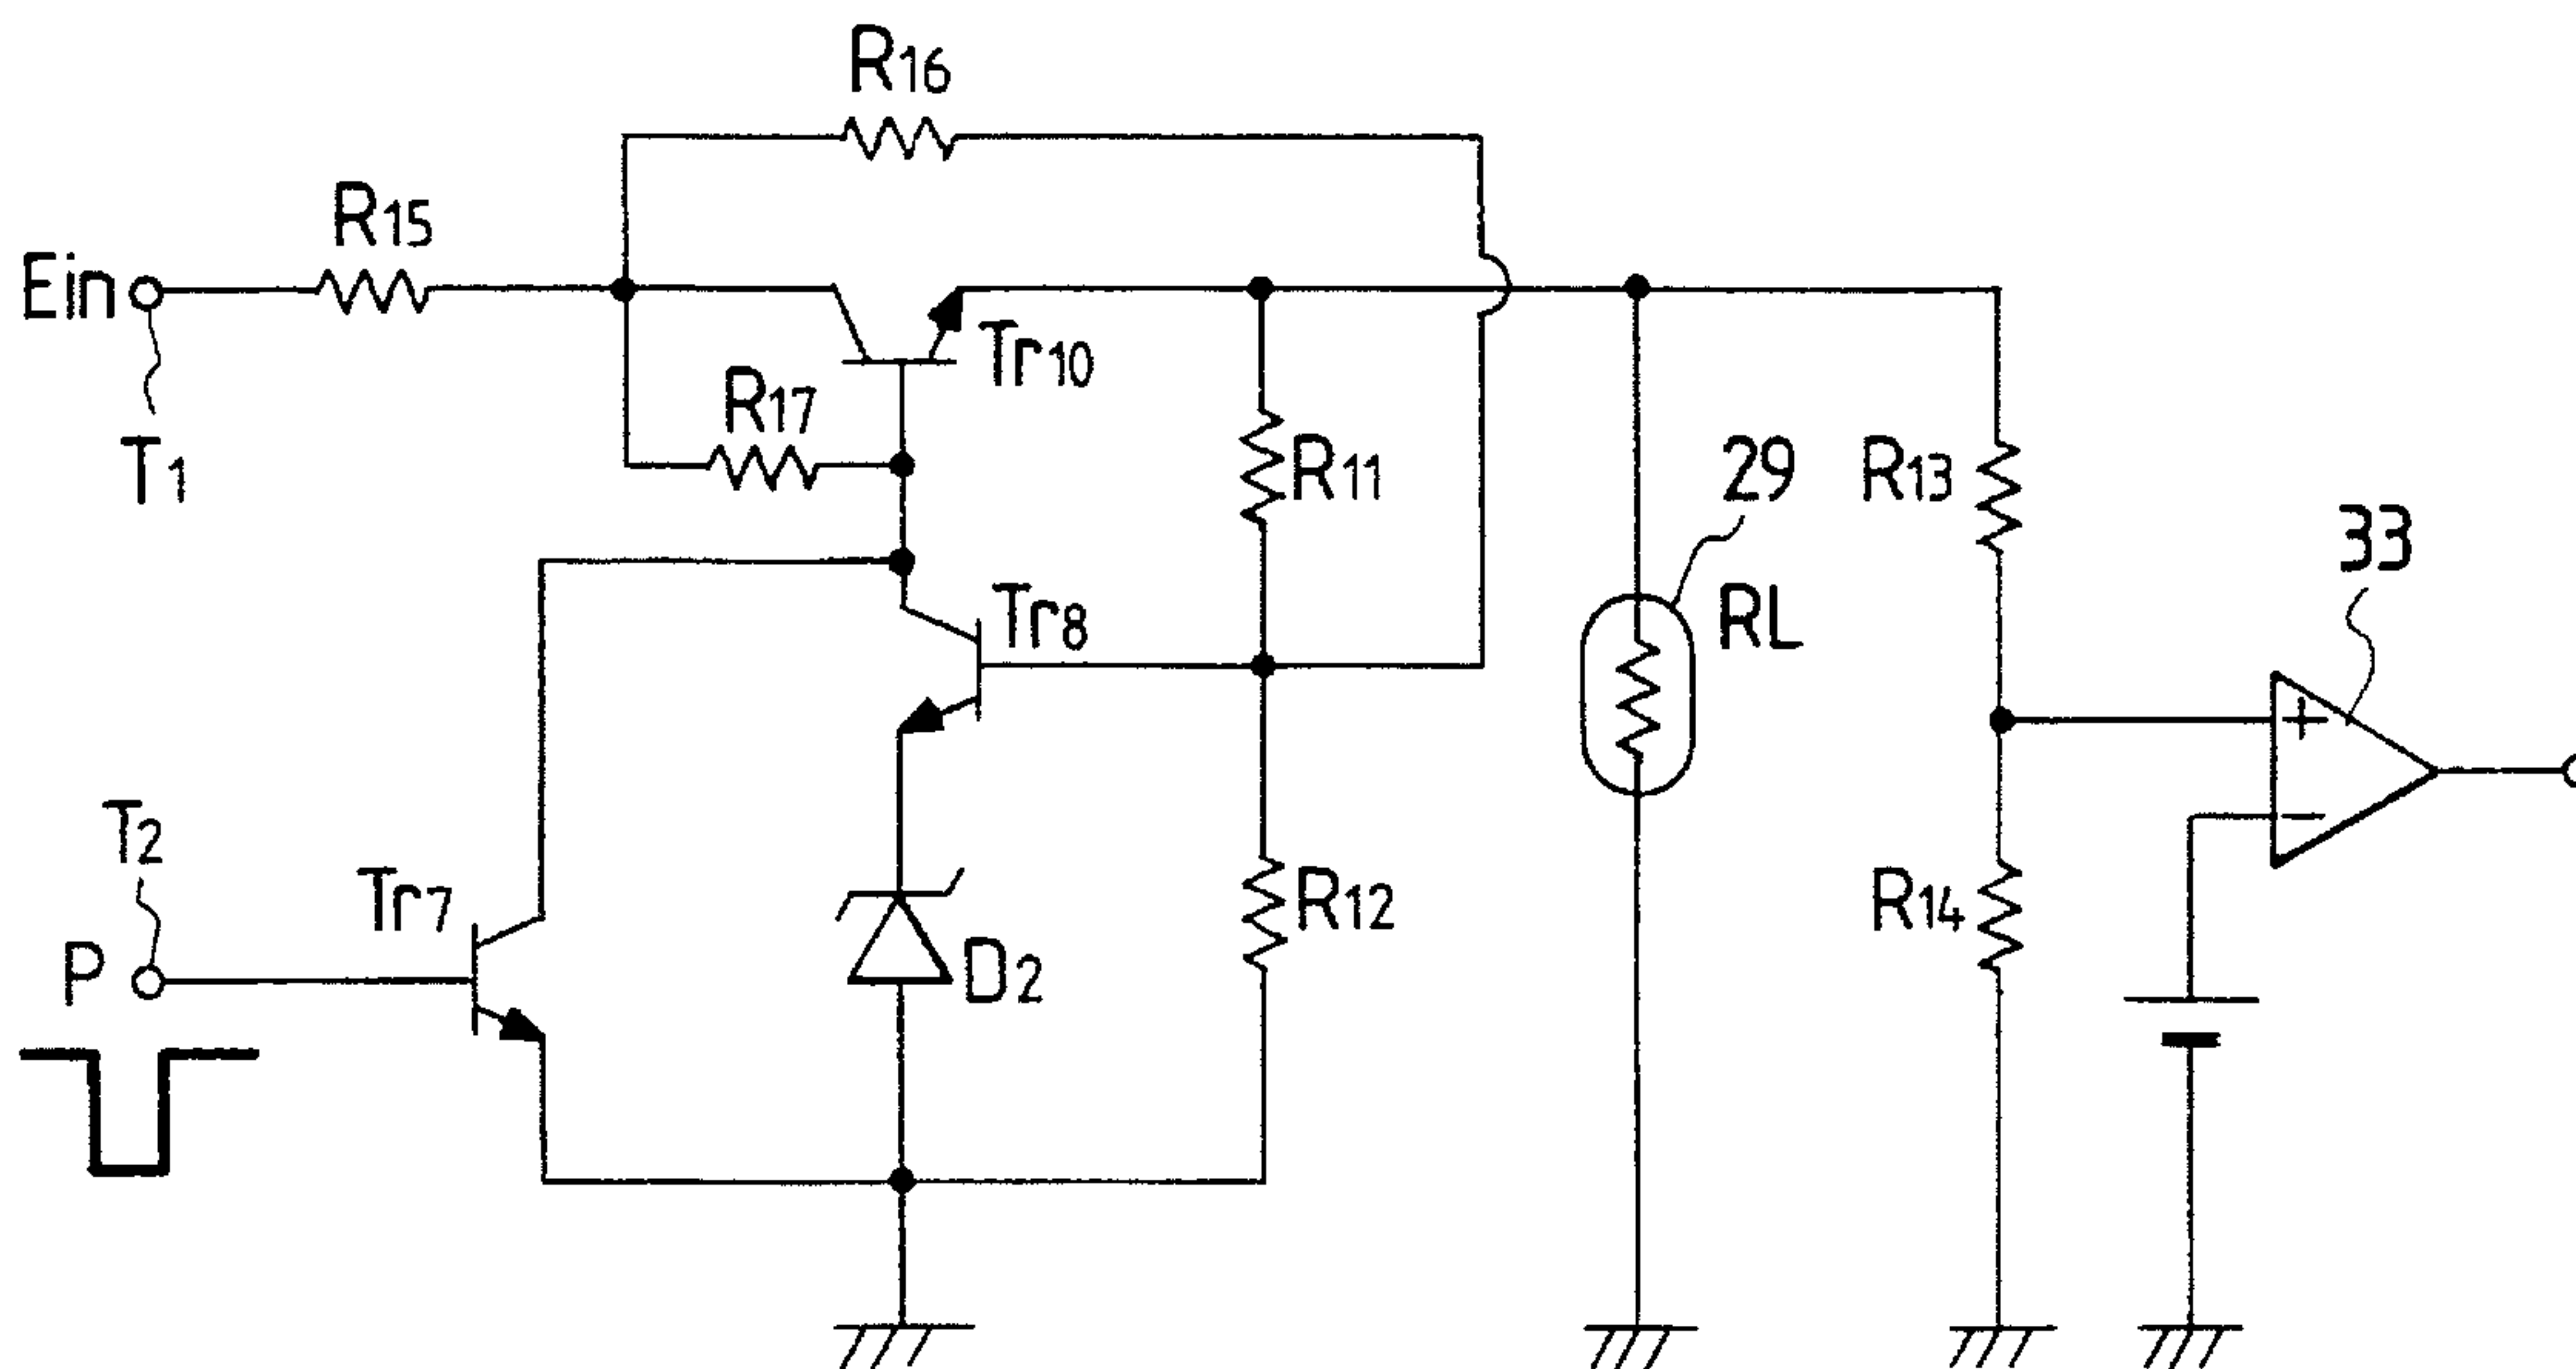 R16
R15
Ein
Tr10
R17
T1
R11
29
R13
33
Tr8
RL
T2
Tr7
R12
R14
P
D2
+
−